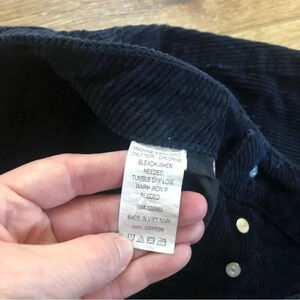 ONLY NON - CHLORINE
BLEACH WHEN
NEEDED.
TUMBLE DRY LOW.
WARM IRON IF
NEEDED
MADE IN VIET NAM
100% COTTON